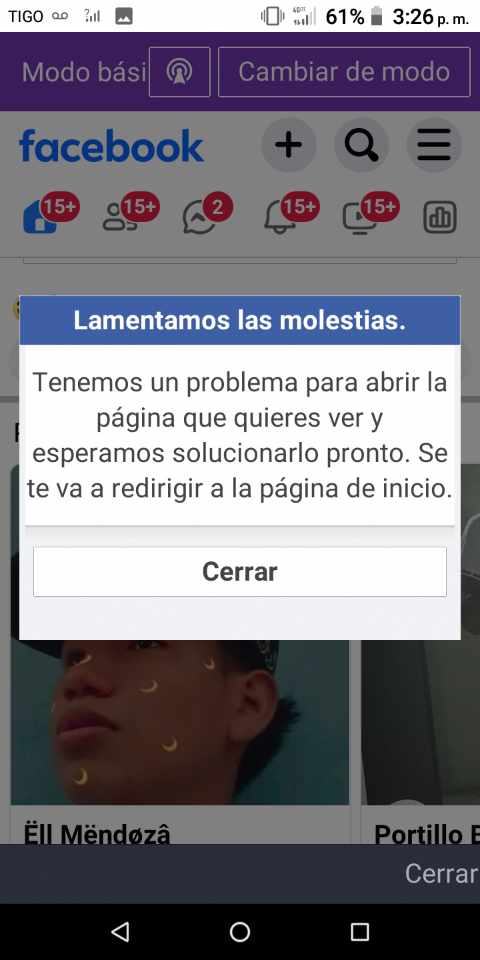 TIGO 61% 3:26 p. m.
Modo bási Cambiar de modo
facebook
15+ 15+ 2 15+ 15+
Lamentamos las molestias.
Tenemos un problema para abrir la
página que quieres ver y
esperamos solucionarlo pronto. Se
te va a redirigir a la página de inicio.
Cerrar
Ëll Mëndøzâ Portillo
Cerrar